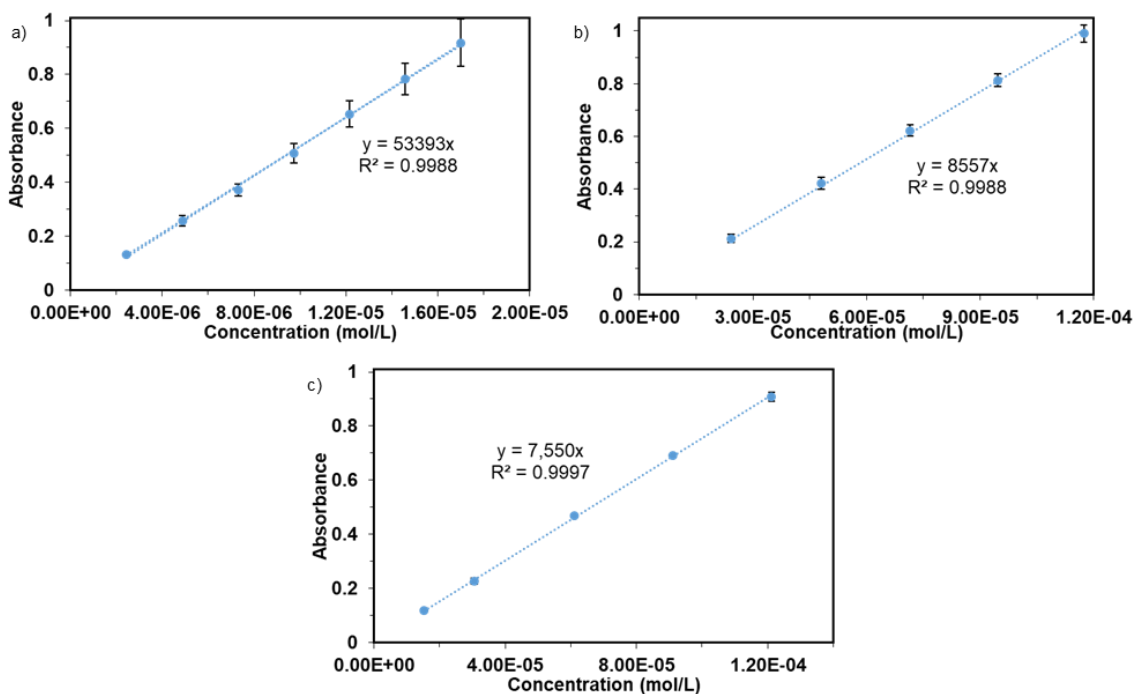 a)
Absorbance
1
0.8
0.6
0.4
0.2
0
y = 53393x
R² = 0.9988
0.00E+00 4.00E-06 8.00E-06 1.20E-05 1.60E-05 2.00E-05
Concentration (mol/L)
b)
Absorbance
1
0.8
0.6
0.4
0.2
0
y = 8557x
R² = 0.9988
0.00E+00 3.00E-05 6.00E-05 9.00E-05 1.20E-04
Concentration (mol/L)
c)
Absorbance
1
0.8
0.6
0.4
0.2
0
y = 7,550x
R² = 0.9997
0.00E+00 4.00E-05 8.00E-05 1.20E-04
Concentration (mol/L)